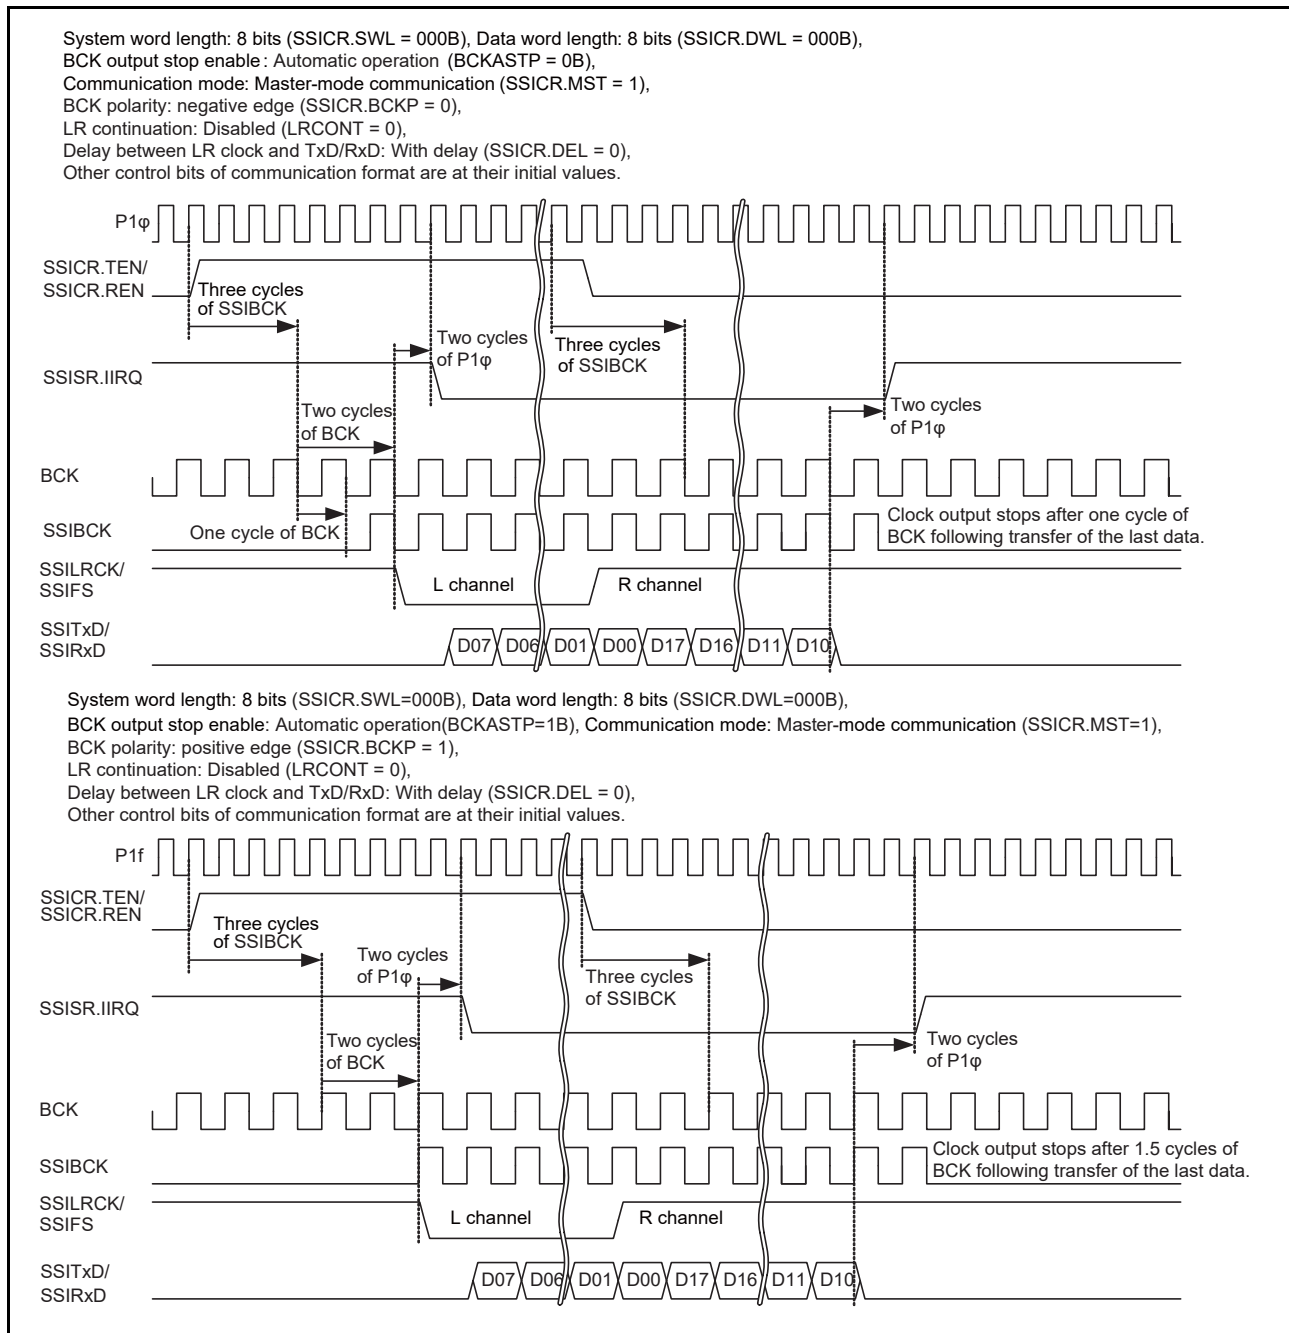 System word length: 8 bits (SSICR.SWL = 000B), Data word length: 8 bits (SSICR.DWL = 000B),
BCK output stop enable : Automatic operation (BCKASTP = 0B),
Communication mode: Master-mode communication (SSICR.MST = 1),
BCK polarity: negative edge (SSICR.BCKP = 0),
LR continuation: Disabled (LRCONT = 0),
Delay between LR clock and TxD/RxD: With delay (SSICR.DEL = 0),
Other control bits of communication format are at their initial values.
P1φ
SSICR.TEN/
SSICR.REN
Three cycles
of SSIBCK
Two cycles
of P1φ
Three cycles
of SSIBCK
SSISR.IIRQ
Two cycles
of BCK
Two cycles
of P1φ
BCK
One cycle of BCK
SSIBCK
Clock output stops after one cycle of
BCK following transfer of the last data.
SSILRCK/
SSIFS
L channel
R channel
SSITxD/
SSIRxD
D07 D06 D01 D00 D17 D16 D11 D10
System word length: 8 bits (SSICR.SWL=000B), Data word length: 8 bits (SSICR.DWL=000B),
BCK output stop enable: Automatic operation(BCKASTP=1B), Communication mode: Master-mode communication (SSICR.MST=1),
BCK polarity: positive edge (SSICR.BCKP = 1),
LR continuation: Disabled (LRCONT = 0),
Delay between LR clock and TxD/RxD: With delay (SSICR.DEL = 0),
Other control bits of communication format are at their initial values.
P1f
SSICR.TEN/
SSICR.REN
Three cycles
of SSIBCK
Two cycles
of P1φ
Three cycles
of SSIBCK
SSISR.IIRQ
Two cycles
of BCK
Two cycles
of P1φ
BCK
SSIBCK
Clock output stops after 1.5 cycles of
BCK following transfer of the last data.
SSILRCK/
SSIFS
L channel
R channel
SSITxD/
SSIRxD
D07 D06 D01 D00 D17 D16 D11 D10